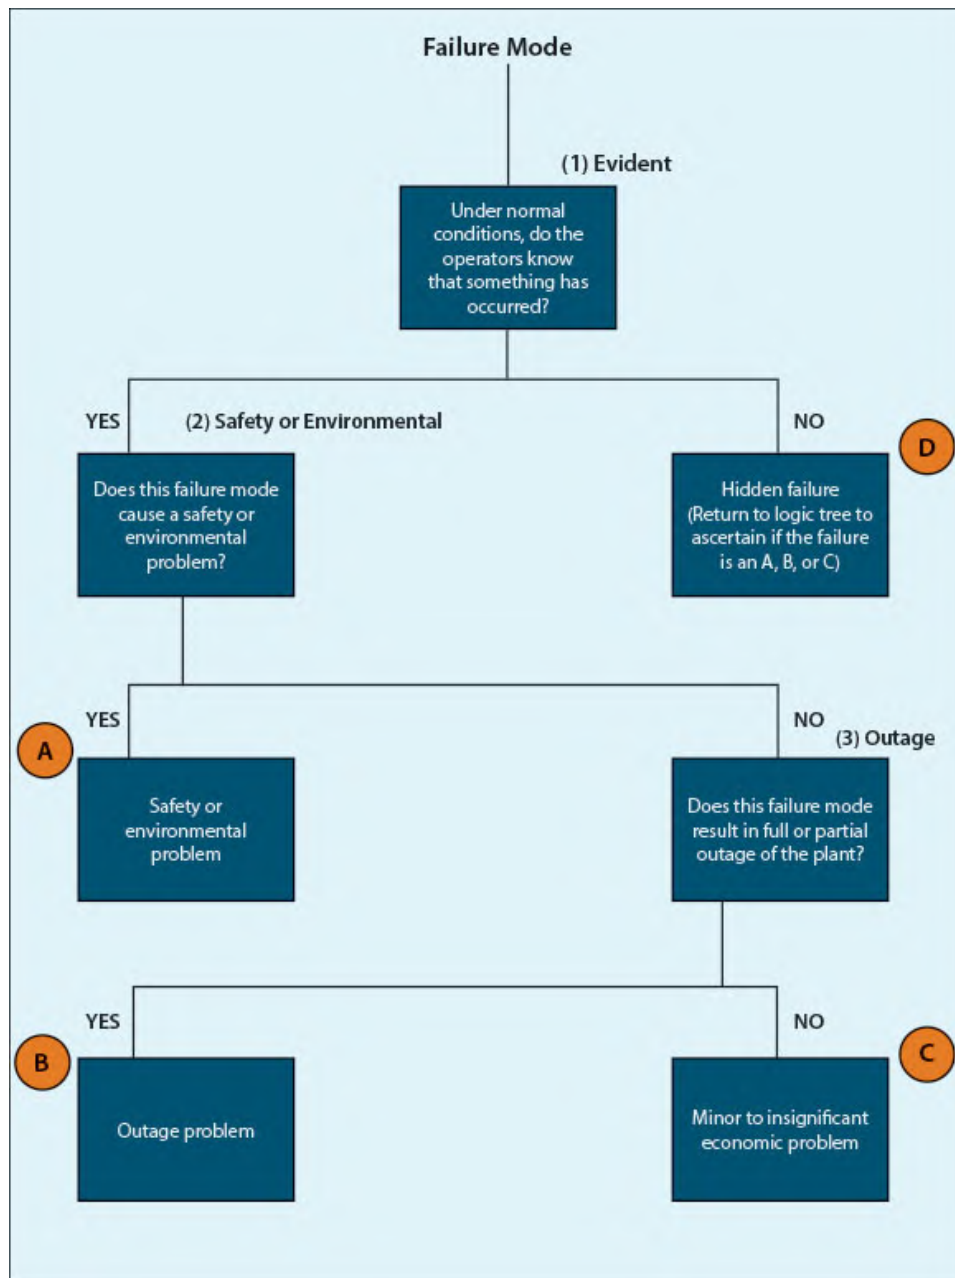 Failure Mode
(1) Evident
Under normal
conditions, do the
operators know
that something has
occurred?
YES
(2) Safety or Environmental
NO
D
Does this failure mode
cause a safety or
environmental
problem?
Hidden failure
(Return to logic tree to
ascertain if the failure
is an A, B, or C)
YES
NO
(3) Outage
A
Safety or
environmental
problem
Does this failure mode
result in full or partial
outage of the plant?
YES
NO
B
C
Outage problem
Minor to insignificant
economic problem